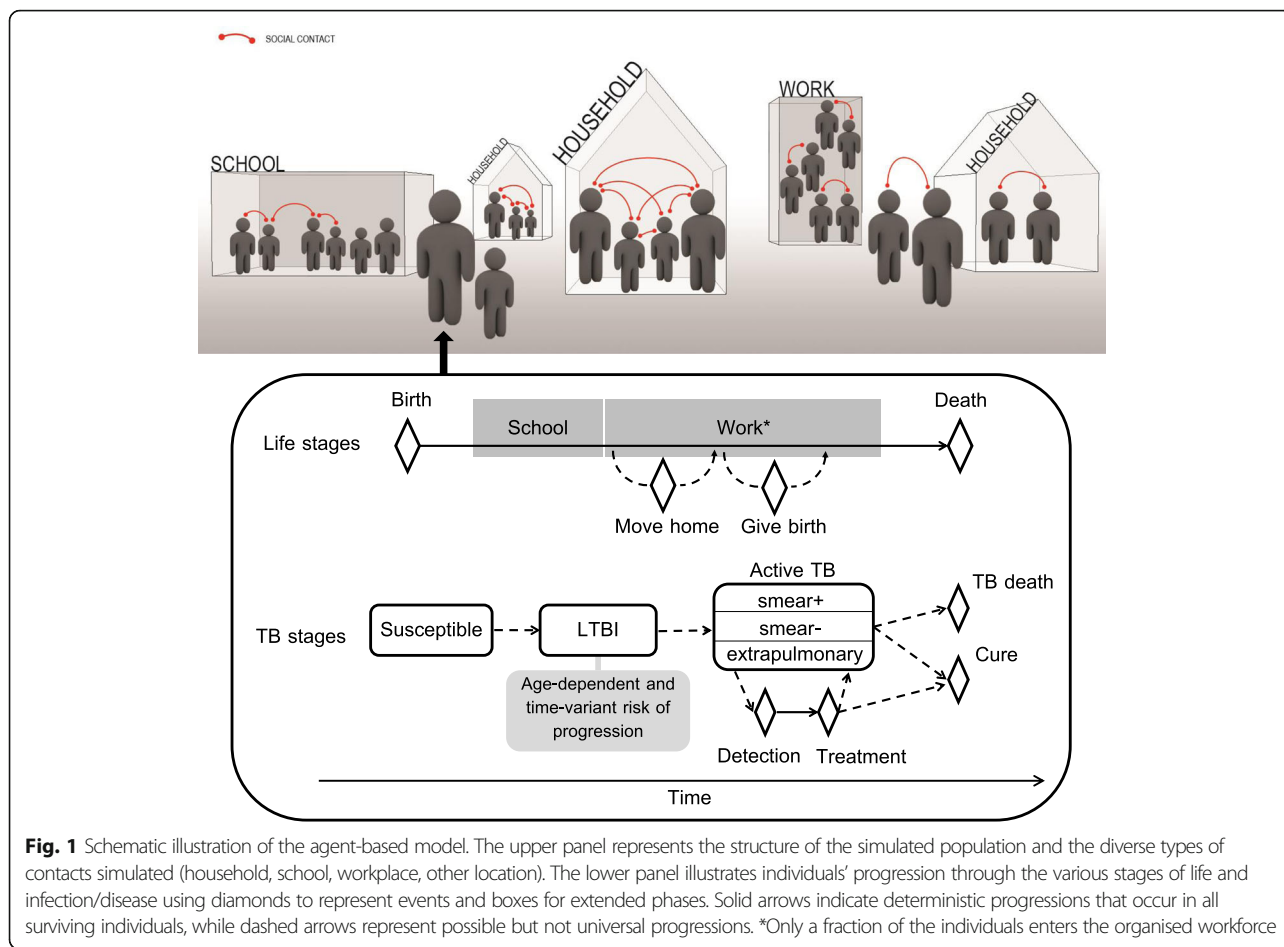 SOCIAL CONTACT
SCHOOL
HOUSEHOLD
HOUSEHOLD
WORK
HOUSEHOLD
Birth
Death
Life stages
School
Work*
Move home
Give birth
Active TB
TB stages
Susceptible
LTBI
smear+
smear-
extrapulmonary
TB death
Cure
Age-dependent and
time-variant risk of
progression
Detection
Treatment
Time
Fig. 1 Schematic illustration of the agent-based model. The upper panel represents the structure of the simulated population and the diverse types of
contacts simulated (household, school, workplace, other location). The lower panel illustrates individuals’ progression through the various stages of life and
infection/disease using diamonds to represent events and boxes for extended phases. Solid arrows indicate deterministic progressions that occur in all
surviving individuals, while dashed arrows represent possible but not universal progressions. *Only a fraction of the individuals enters the organised workforce